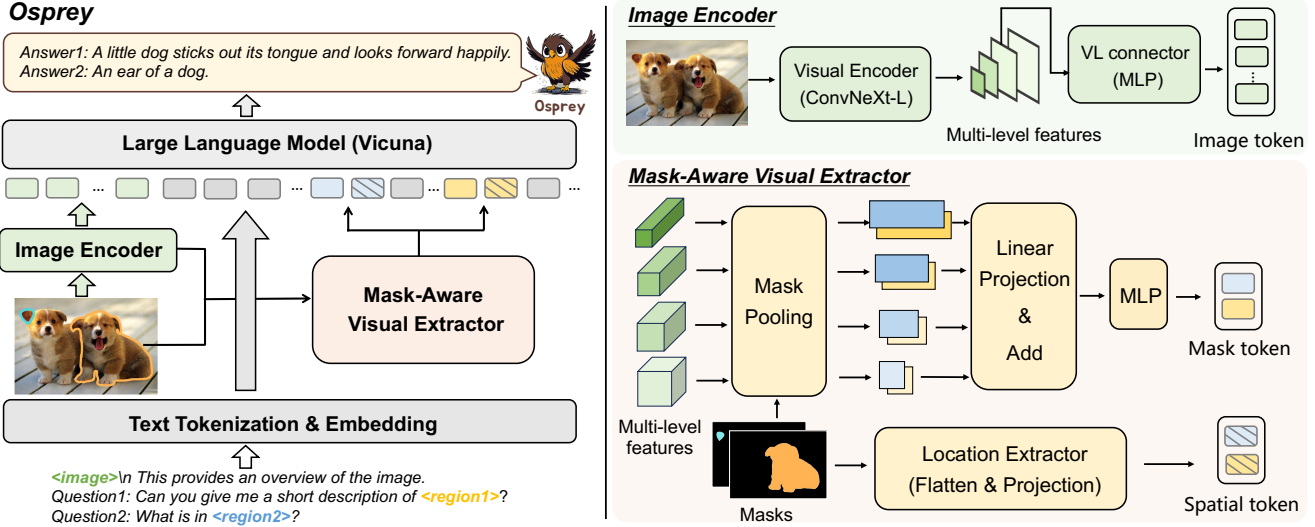 Osprey
Answer1: A little dog sticks out its tongue and looks forward happily.
Answer2: An ear of a dog.
Osprey
Large Language Model (Vicuna)
... ... ... ...
Image Encoder
Mask-Aware
Visual Extractor
Text Tokenization & Embedding
<image>\n This provides an overview of the image.
Question1: Can you give me a short description of <region1>?
Question2: What is in <region2>?
Image Encoder
Visual Encoder
(ConvNeXt-L)
Multi-level features
VL connector
(MLP)
...
Image token
Mask-Aware Visual Extractor
Multi-level
features
Mask
Pooling
Linear
Projection
&
Add
MLP
Mask token
Masks
Location Extractor
(Flatten & Projection)
Spatial token